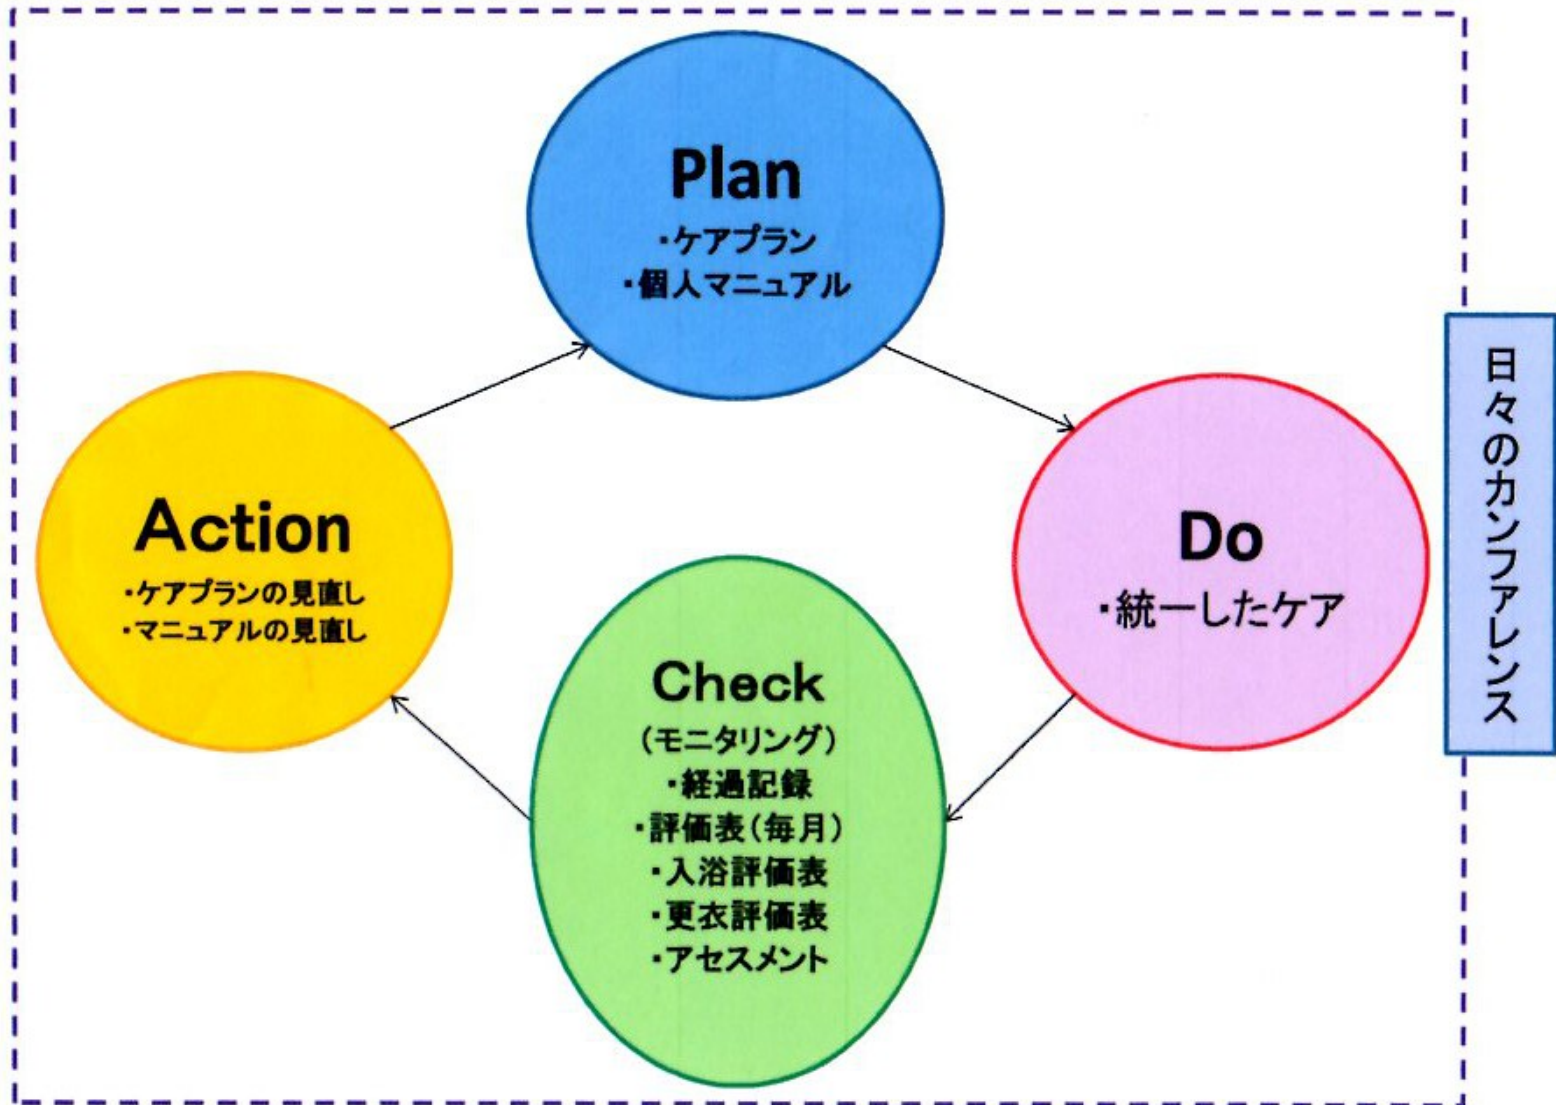 Plan
・ケアプラン
・個人マニュアル
Do
・統一したケア
Check
(モニタリング)
・経過記録
・評価表(毎月)
・入浴評価表
・更衣評価表
・アセスメント
Action
・ケアプランの見直し
・マニュアルの見直し
日々のカンファレンス